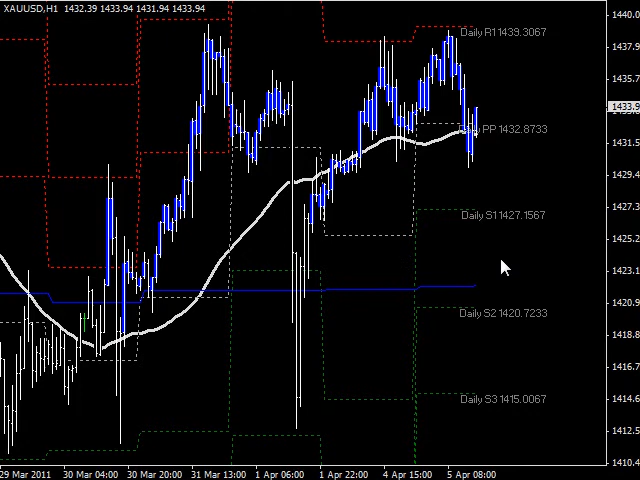 XAUUSD,H1 1432.39 1433.94 1431.94 1433.94
1440.0
Daily R1 1439.3067
1437.9
1435.7
1433.9
Daily PP 1432.8733
1431.5
1429.4
1427.3
Daily S1 1427.1567
1425.2
1423.1
1420.9
Daily S2 1420.7233
1418.8
1416.7
1414.6
Daily S3 1415.0067
1412.5
1410.4
29 Mar 2011 30 Mar 04:00 30 Mar 20:00 31 Mar 13:00 1 Apr 06:00 1 Apr 22:00 4 Apr 15:00 5 Apr 08:00